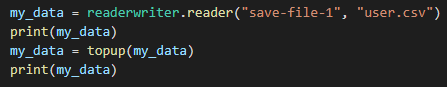 my_data = readerwriter.reader("save-file-1", "user.csv")
print(my_data)
my_data = topup(my_data)
print(my_data)